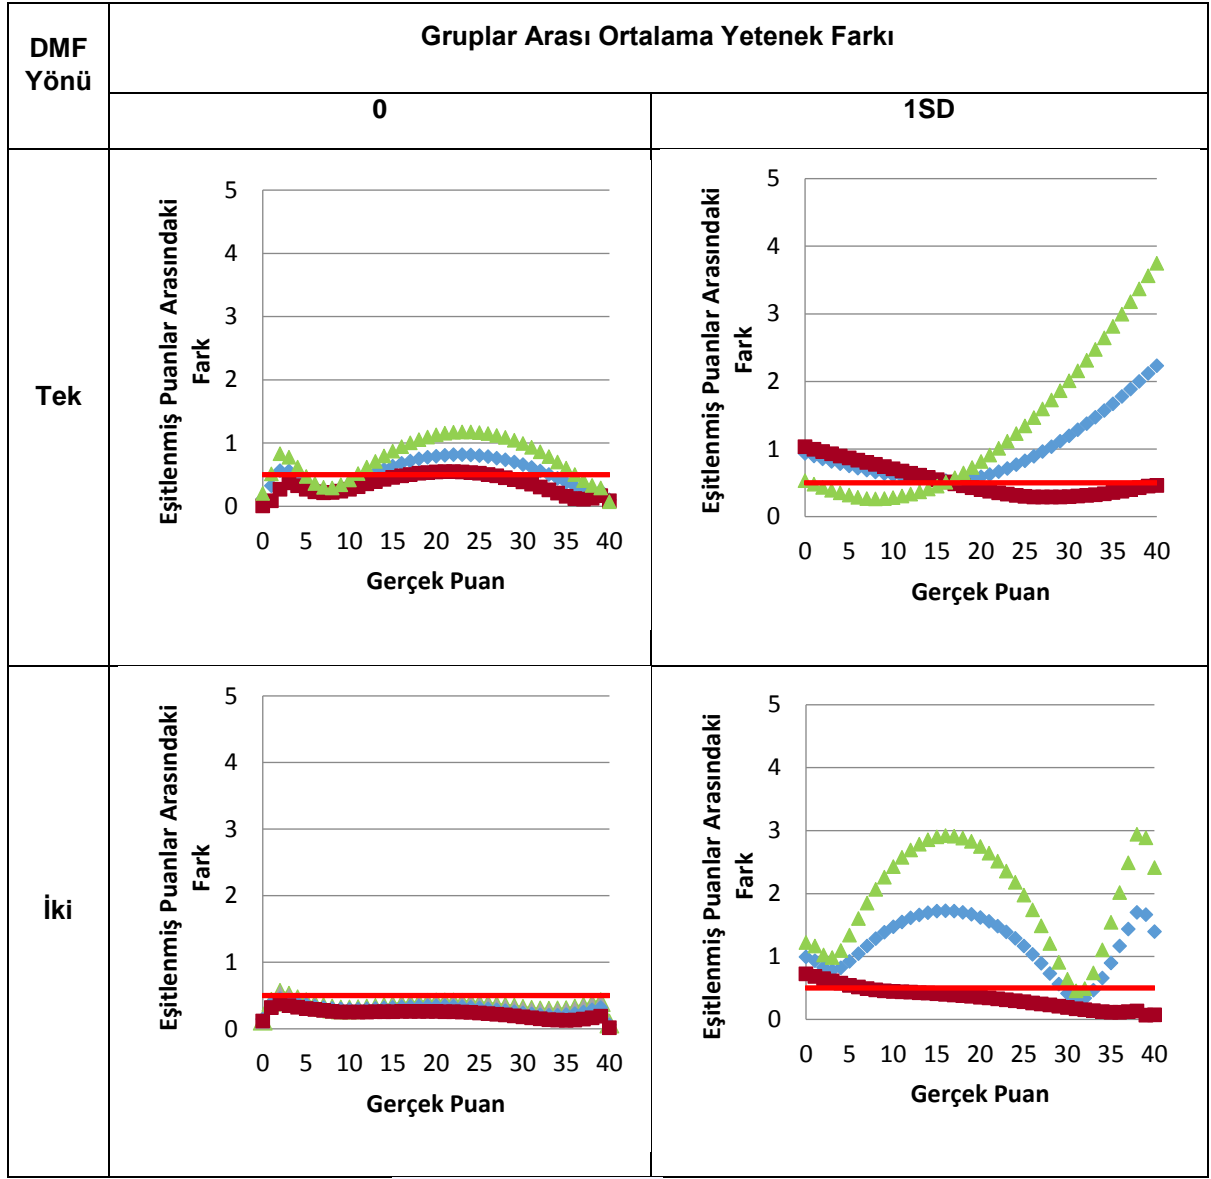 DMF
Yönü
Gruplar Arası Ortalama Yetenek Farkı
0
1SD
Tek
Eşitlenmiş Puanlar Arasındaki
Fark
5
4
3
2
1
0
0 5 10 15 20 25 30 35 40
Gerçek Puan
Eşitlenmiş Puanlar Arasındaki
Fark
5
4
3
2
1
0
0 5 10 15 20 25 30 35 40
Gerçek Puan
İki
Eşitlenmiş Puanlar Arasındaki
Fark
5
4
3
2
1
0
0 5 10 15 20 25 30 35 40
Gerçek Puan
Eşitlenmiş Puanlar Arasındaki
Fark
5
4
3
2
1
0
0 5 10 15 20 25 30 35 40
Gerçek Puan